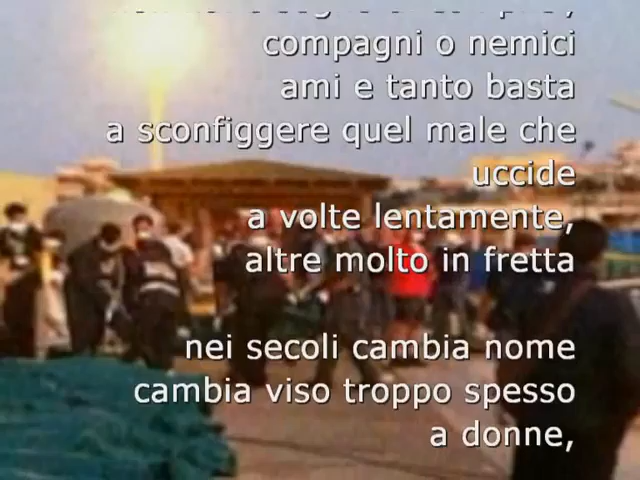 compagni o nemici
ami e tanto basta
a sconfiggere quel male che
uccide
a volte lentamente,
altre molto in fretta
nei secoli cambia nome
cambia viso troppo spesso
a donne,